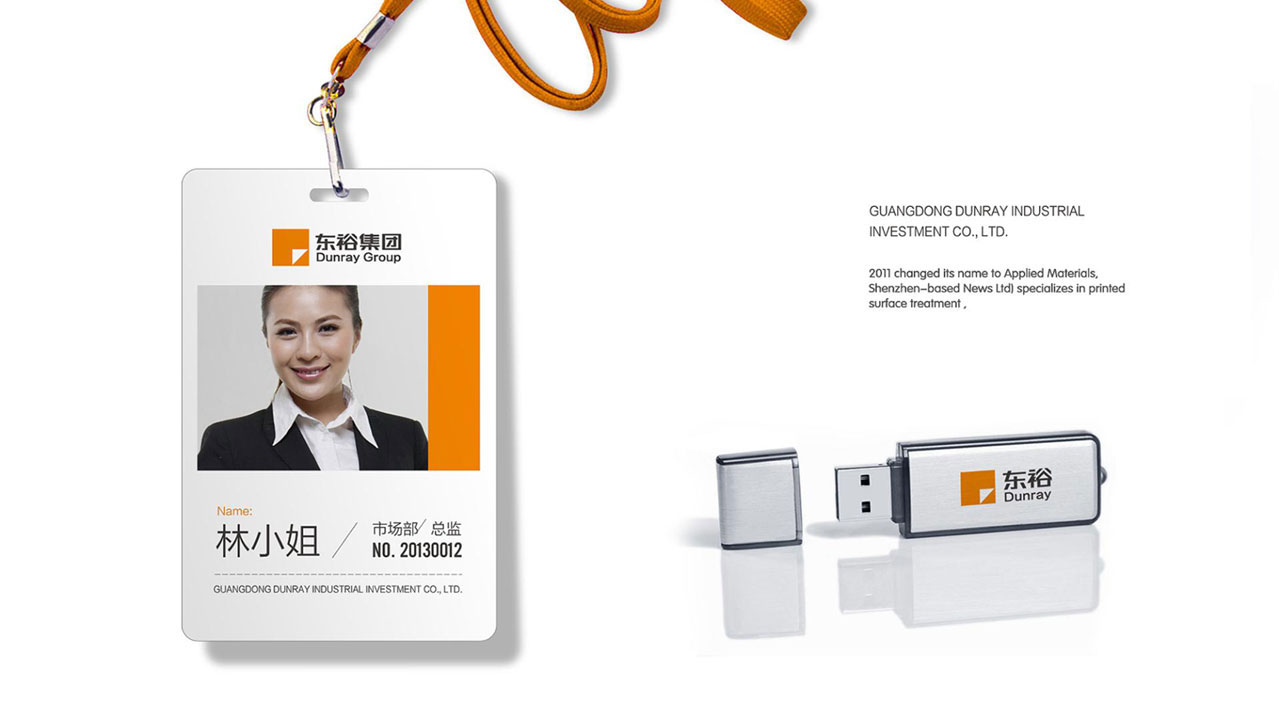 东裕集团
Dunray Group
Name:
林小姐
市场部/总监
NO. 20130012
GUANGDONG DUNRAY INDUSTRIAL INVESTMENT CO., LTD.
GUANGDONG DUNRAY INDUSTRIAL
INVESTMENT CO., LTD.
2011 changed its name to Applied Materials,
Shenzhen-based News Ltd) specializes in printed
surface treatment ,
东裕
Dunray